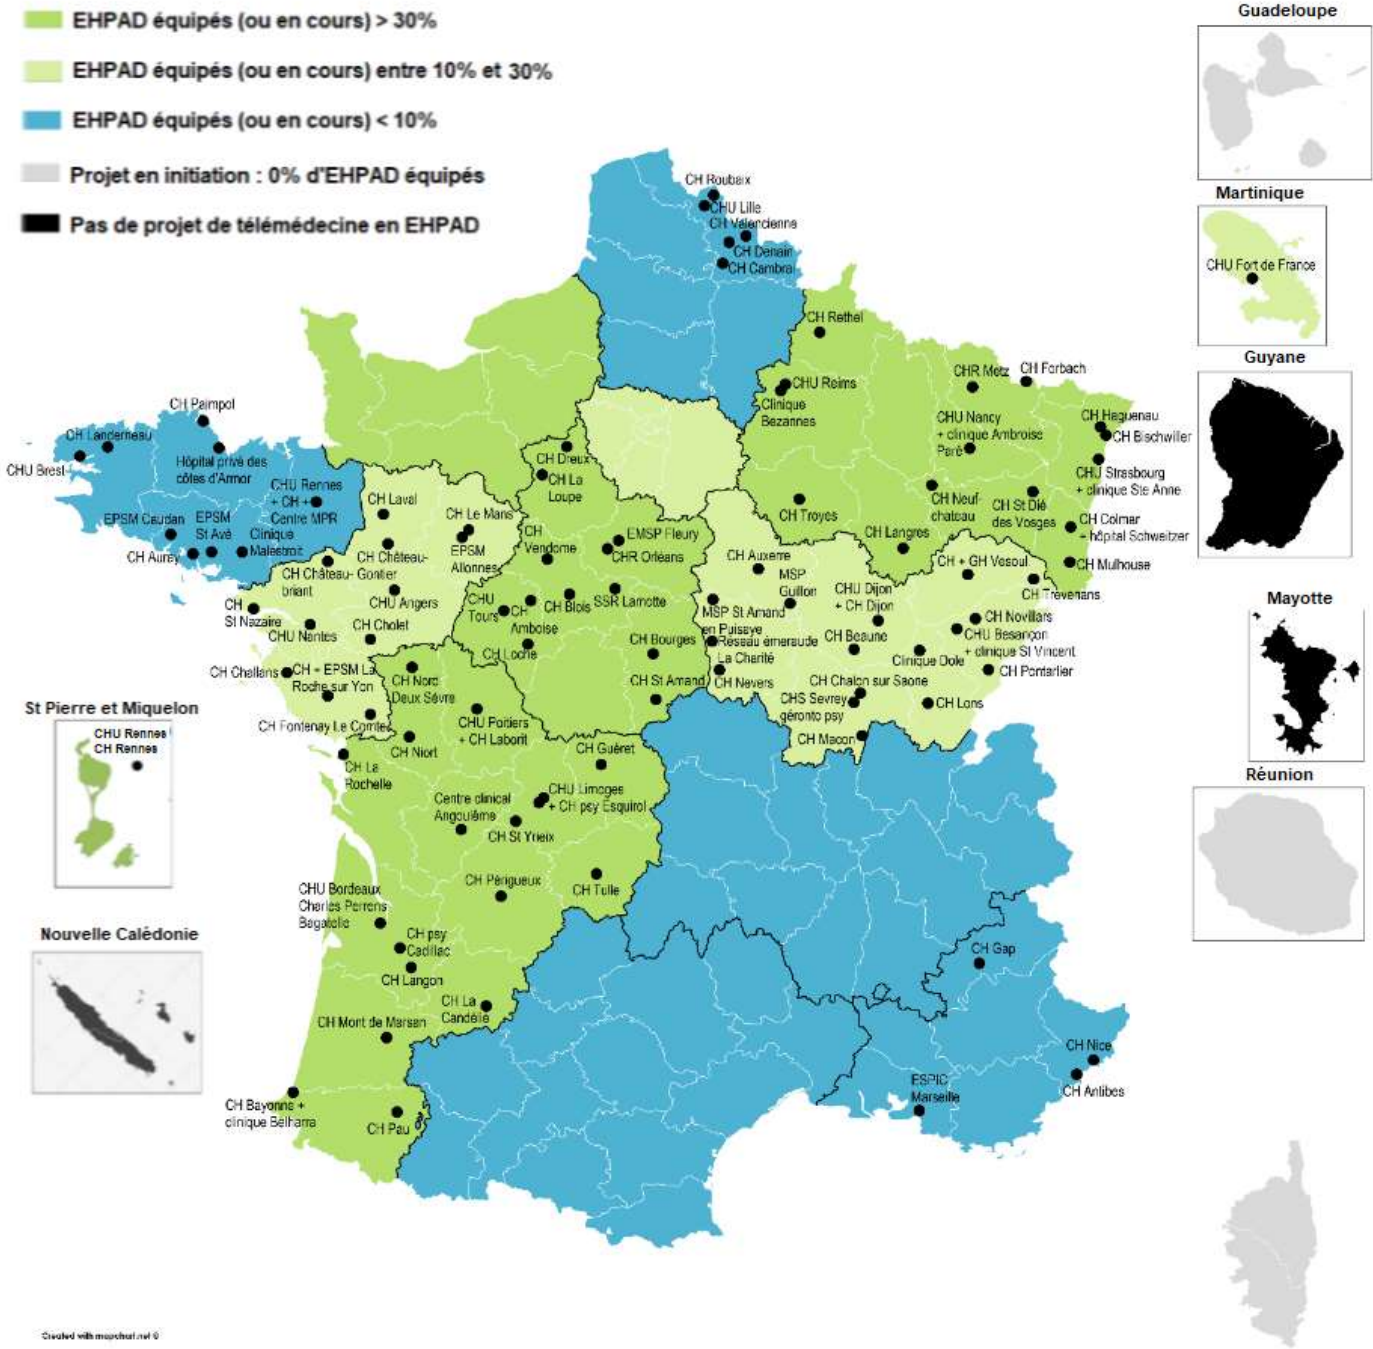 EHPAD équipés (ou en cours) > 30%
EHPAD équipés (ou en cours) entre 10% et 30%
EHPAD équipés (ou en cours) < 10%
Projet en initiation : 0% d'EHPAD équipés
Pas de projet de télémédecine en EHPAD
Guadeloupe
Martinique
CHU Fort de France
Guyane
Mayotte
Réunion
St Pierre et Miquelon
CHU Rennes
CH Rennes
Nouvelle Calédonie
CH Roubaix
CHU Lille
CH Valencienne
CH Denain
CH Cambrai
CH Rethel
CHU Reims
Clinique
Bezannes
CHR Metz
CH Forbach
CHU Nancy
+ clinique Ambroise
Paré
CH Haguenau
CH Bischwiller
CHU Strasbourg
+ clinique Ste Anne
CH Troyes
CH Neuf-
chateau
CH St Dié
des Vosges
CH Colmar
+ hôpital Schweitzer
CH Langres
CH Mulhouse
CH Paimpol
CH Landerneau
CHU Brest
Hôpital privé des
côtes d'Armor
CHU Rennes
+ CH +
Centre MPR
EPSM Caudan
EPSM
St Avé
Clinique
Malestroit
CH Auray
CH Laval
CH Le Mans
EPSM
Allonnes
CH Château-
Gontier
CH Château-
briant
CHU Angers
CH
St Nazaire
CHU Nantes
CH Cholet
CH Challans
CH + EPSM La
Roche sur Yon
CH Fontenay Le Comte
CH Dreux
CH La
Loupe
CH
Vendome
EMSP Fleury
CHR Orléans
CHU
Tours
CH
Amboise
CH Blois
SSR Lamotte
CH Loche
CH Bourges
CH St Amand
CH Auxerre
MSP
Guillon
CHU Dijon
+ CH Dijon
CH + GH Vesoul
CH Trévenans
MSP St Amand
en Puisaye
Réseau émeraude
La Charité
CH Nevers
CH Beaune
Clinique Dole
CH Novillars
CHU Besançon
+ clinique St Vincent
CH Pontarlier
CH Chalon sur Saone
CHS Sevrey
géronto psy
CH Lons
CH Macon
CH Nord
Deux Sèvre
CHU Poitiers
+ CH Laborit
CH Niort
CH La
Rochelle
CH Guéret
CHU Limoges
+ CH psy Esquirol
Centre clinical
Angoulême
CH St Yrieix
CH Périgueux
CH Tulle
CHU Bordeaux
Charles Perrens
Bagatelle
CH psy
Cadillac
CH Langon
CH La
Candélie
CH Mont de Marsan
CH Bayonne +
clinique Belharra
CH Pau
CH Gap
CH Nice
CH Antibes
ESPIC
Marseille
Created with mapchart.net ©